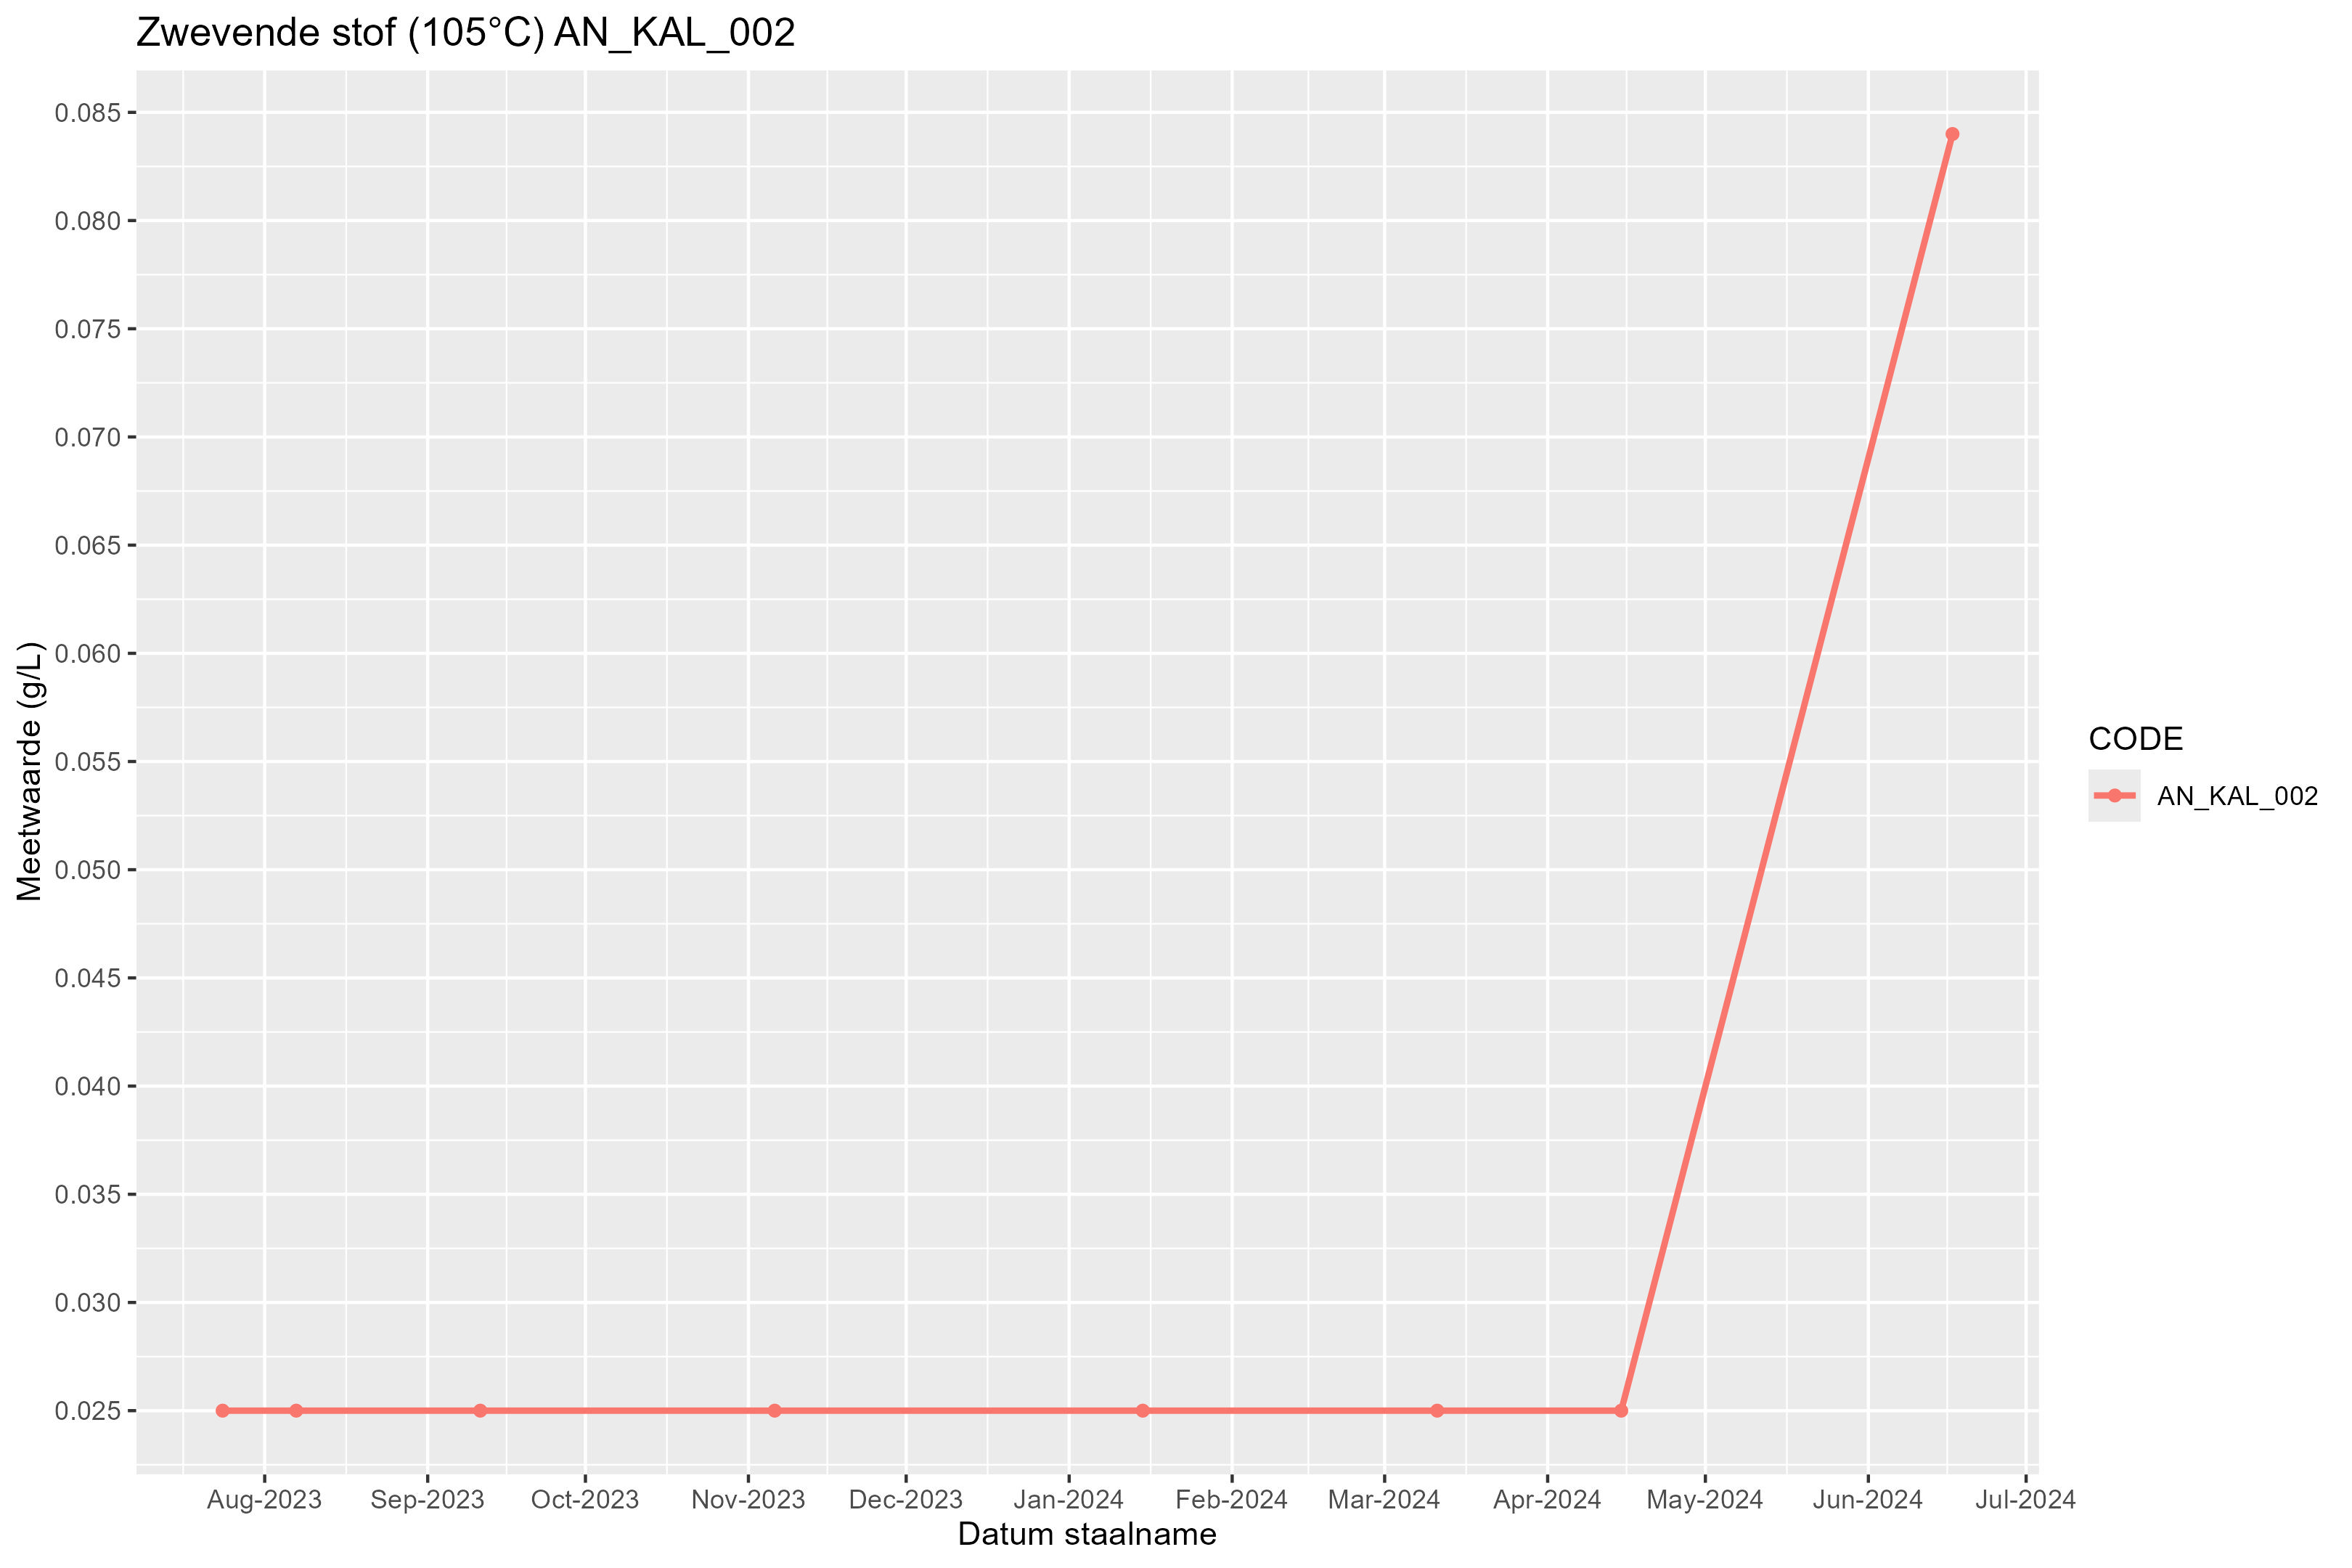 Zwevende stof (105°C) AN_KAL_002
0.085
0.080
0.075
0.070
0.065
0.060
0.055
0.050
0.045
0.040
0.035
0.030
0.025
Meetwaarde (g/L)
Aug-2023 Sep-2023 Oct-2023 Nov-2023 Dec-2023 Jan-2024 Feb-2024 Mar-2024 Apr-2024 May-2024 Jun-2024 Jul-2024
Datum staalname
CODE
AN_KAL_002